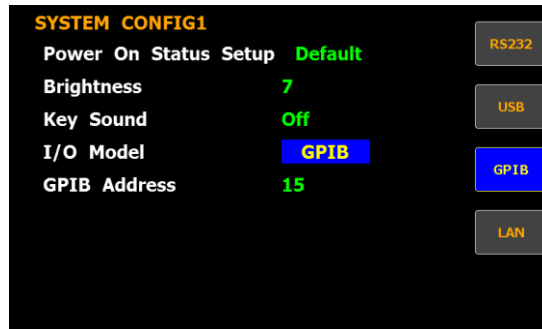 SYSTEM CONFIG1
Power On Status Setup Default
Brightness 7
Key Sound Off
I/O Model GPIB
GPIB Address 15
RS232
USB
GPIB
LAN